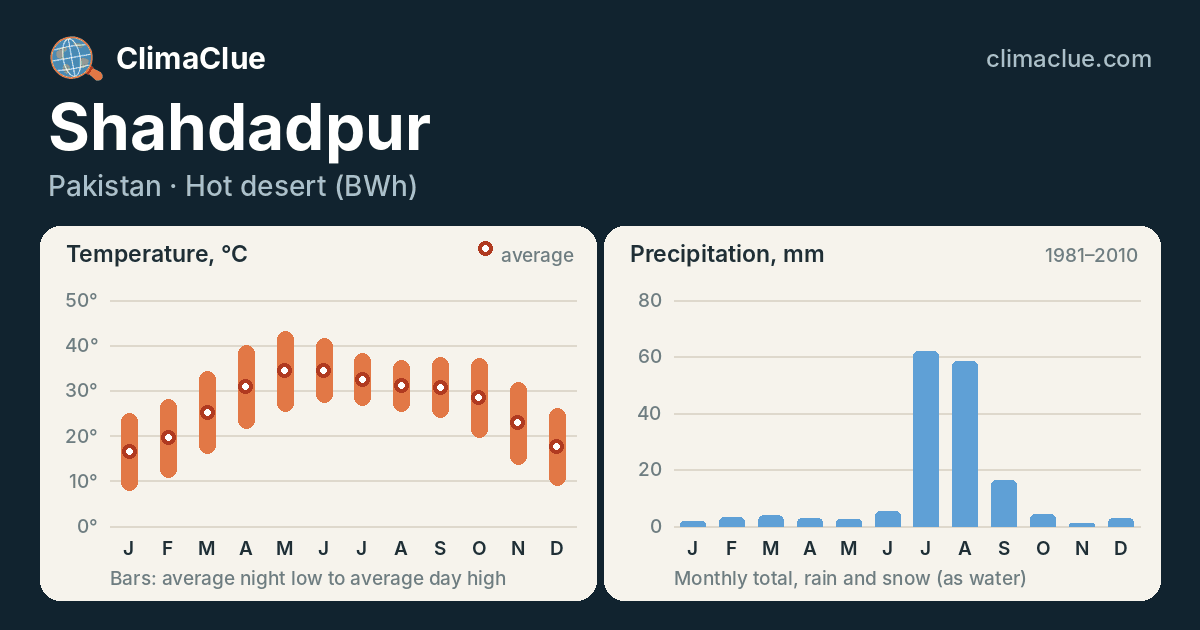 ClimaClue
climaclue.com
Shahdadpur
Pakistan · Hot desert (BWh)
Temperature, °C
average
50°
40°
30°
20°
10°
0°
J F M A M J J A S O N D
Bars: average night low to average day high
Precipitation, mm
1981–2010
80
60
40
20
0
J F M A M J J A S O N D
Monthly total, rain and snow (as water)